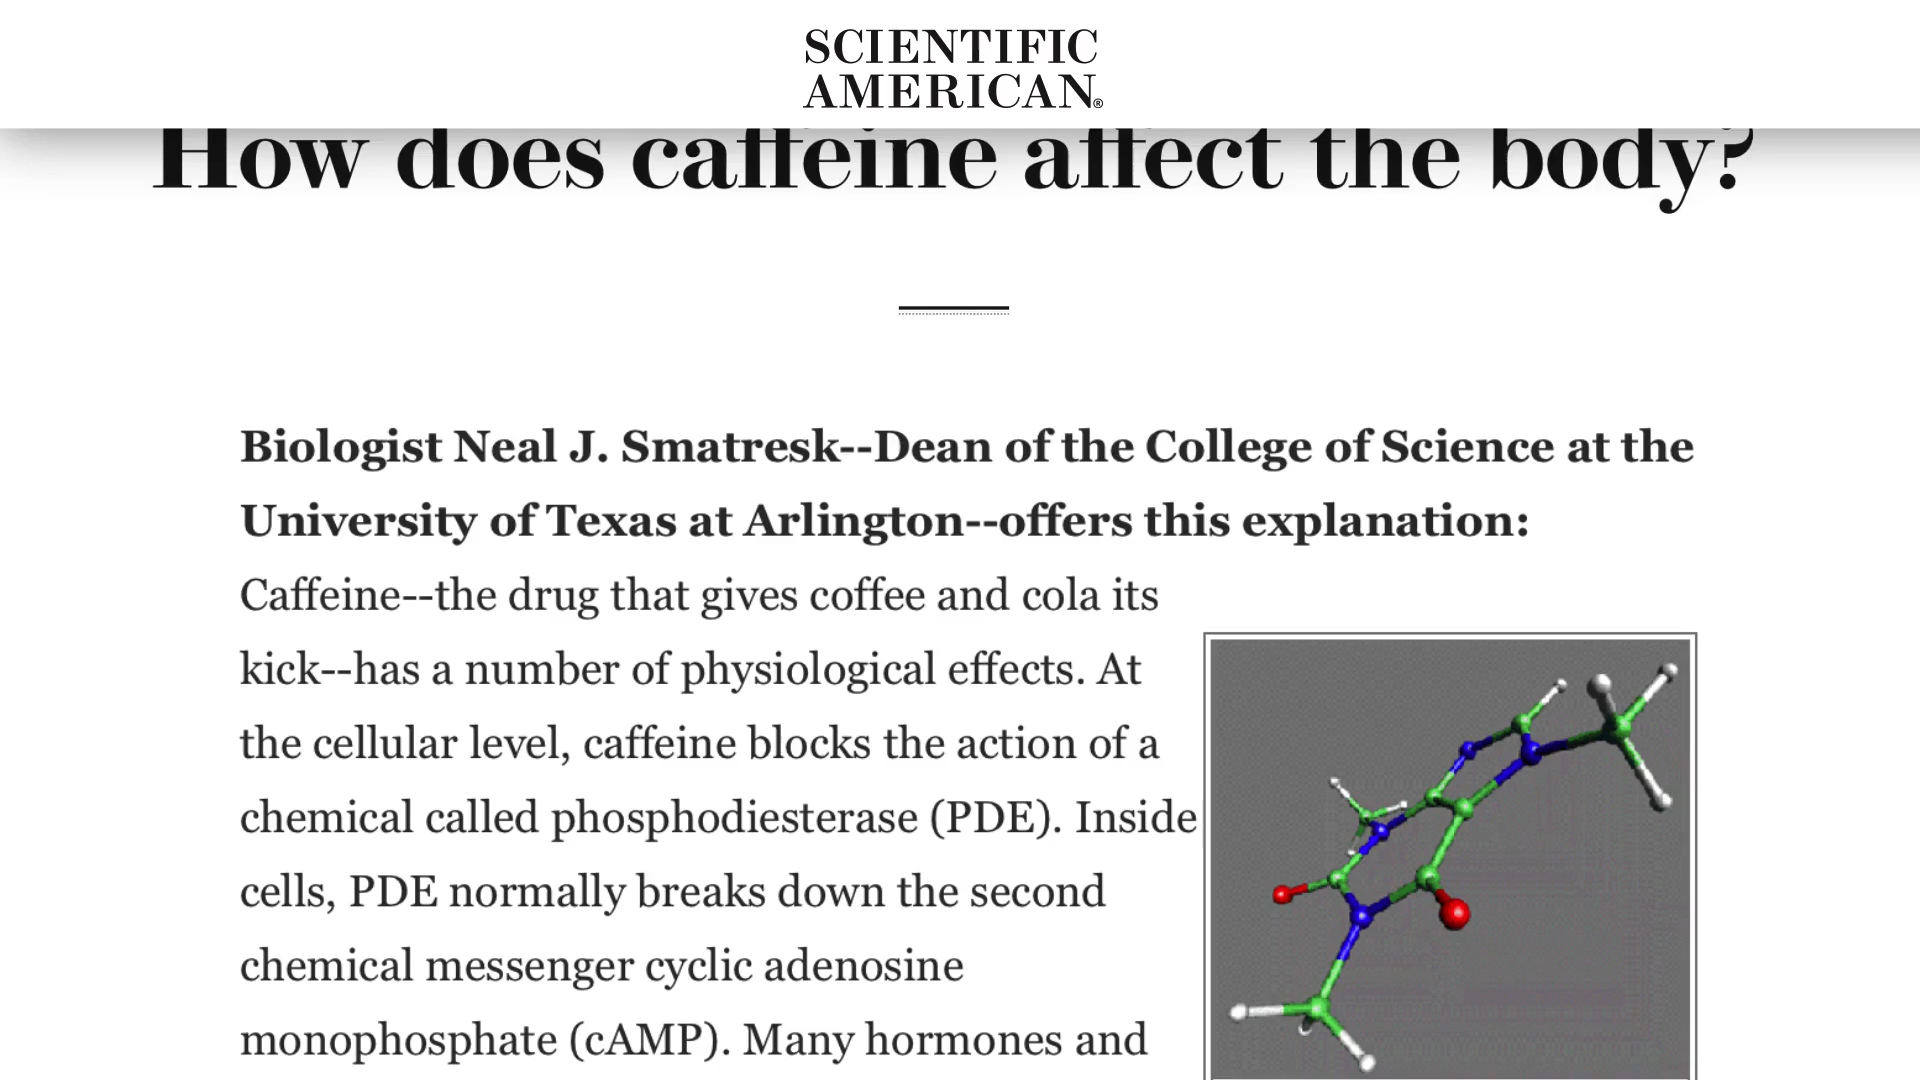 SCIENTIFIC
AMERICAN®
How does caffeine affect the body?
Biologist Neal J. Smatresk--Dean of the College of Science at the
University of Texas at Arlington--offers this explanation:
Caffeine--the drug that gives coffee and cola its
kick--has a number of physiological effects. At
the cellular level, caffeine blocks the action of a
chemical called phosphodiesterase (PDE). Inside
cells, PDE normally breaks down the second
chemical messenger cyclic adenosine
monophosphate (cAMP). Many hormones and